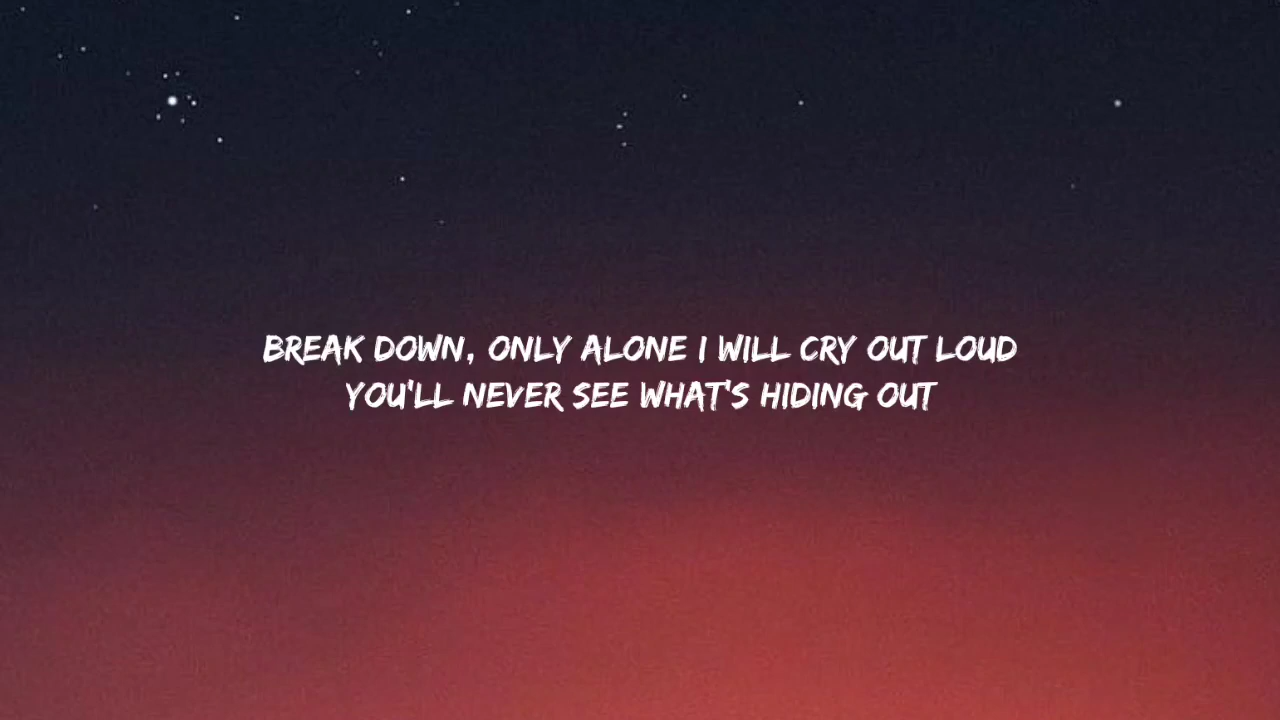 BREAK DOWN, ONLY ALONE I WILL CRY OUT LOUD
YOU'LL NEVER SEE WHAT'S HIDING OUT